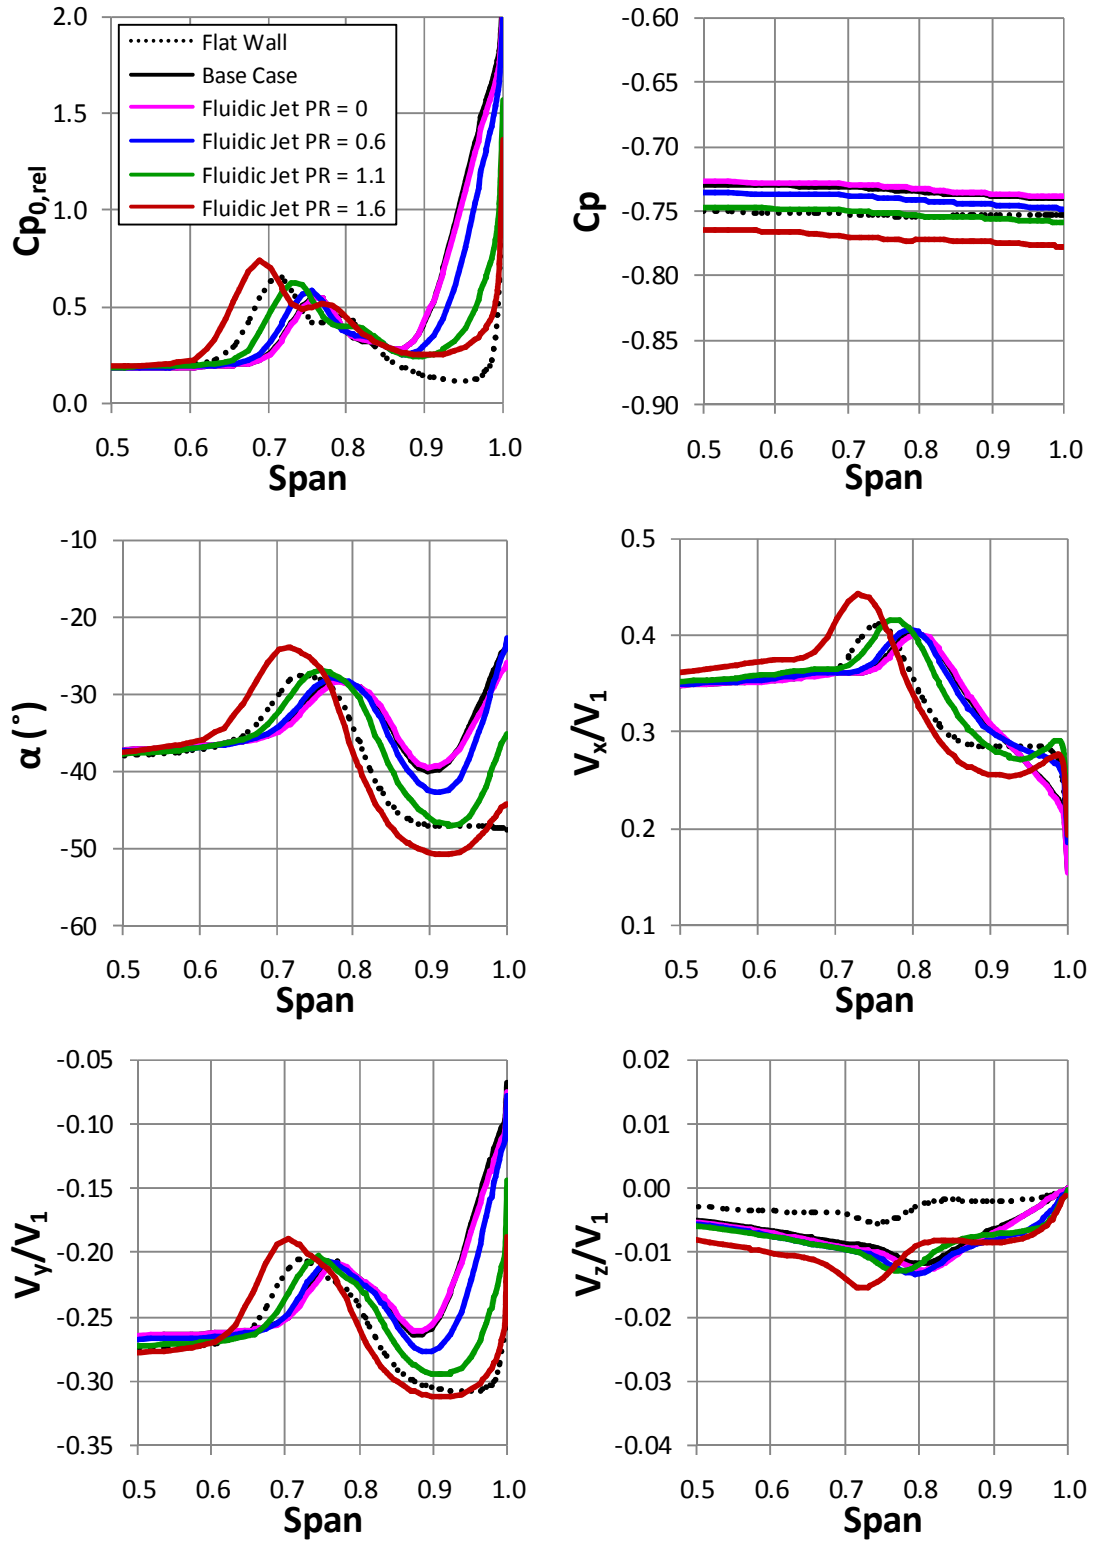 2.0
1.5
1.0
0.5
0.0
Cp0,rel
Flat Wall
Base Case
Fluidic Jet PR = 0
Fluidic Jet PR = 0.6
Fluidic Jet PR = 1.1
Fluidic Jet PR = 1.6
0.5 0.6 0.7 0.8 0.9 1.0
Span
-0.60
-0.65
-0.70
-0.75
-0.80
-0.85
-0.90
Cp
0.5 0.6 0.7 0.8 0.9 1.0
Span
-10
-20
-30
-40
-50
-60
α (°)
0.5 0.6 0.7 0.8 0.9 1.0
Span
0.5
0.4
0.3
0.2
0.1
Vx/V1
0.5 0.6 0.7 0.8 0.9 1.0
Span
-0.05
-0.10
-0.15
-0.20
-0.25
-0.30
-0.35
Vy/V1
0.5 0.6 0.7 0.8 0.9 1.0
Span
0.02
0.01
0.00
-0.01
-0.02
-0.03
-0.04
Vz/V1
0.5 0.6 0.7 0.8 0.9 1.0
Span